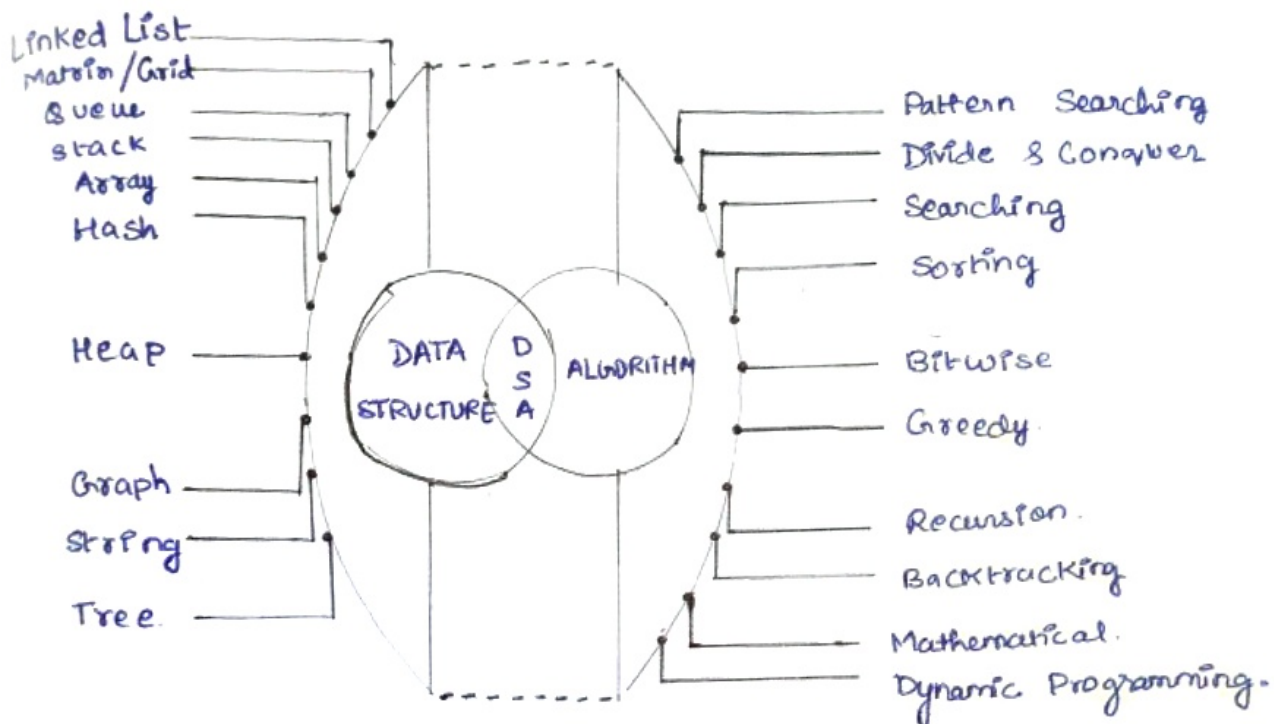 Linked List
Matrin/Grid
Queue
Stack
Array
Hash
Heap
Graph
String
Tree.
DATA
STRUCTURE
D
S
A
ALGORITHM
Pattern Searching
Divide & Conquer
Searching
Sorting
Bitwise
Greedy.
Recursion.
Backtracking
Mathematical.
Dynamic Programming.